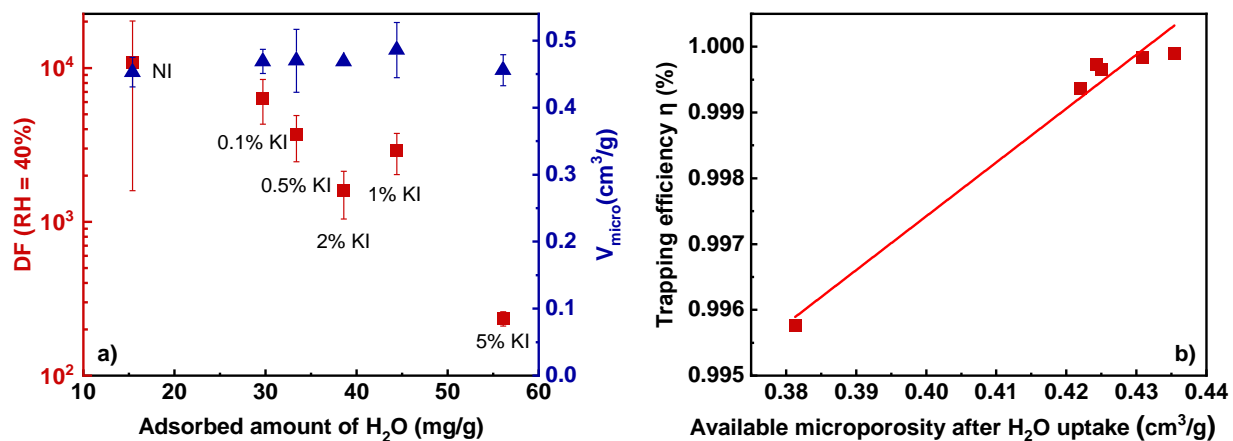 10⁴
10³
10²
DF (RH = 40%)
NI
0.1% KI
0.5% KI
2% KI
1% KI
5% KI
a)
0.5
0.4
0.3
0.2
0.1
0.0
V_micro(cm³/g)
10 20 30 40 50 60
Adsorbed amount of H₂O (mg/g)
1.000
0.999
0.998
0.997
0.996
0.995
Trapping efficiency η (%)
b)
0.38 0.39 0.40 0.41 0.42 0.43 0.44
Available microporosity after H₂O uptake (cm³/g)